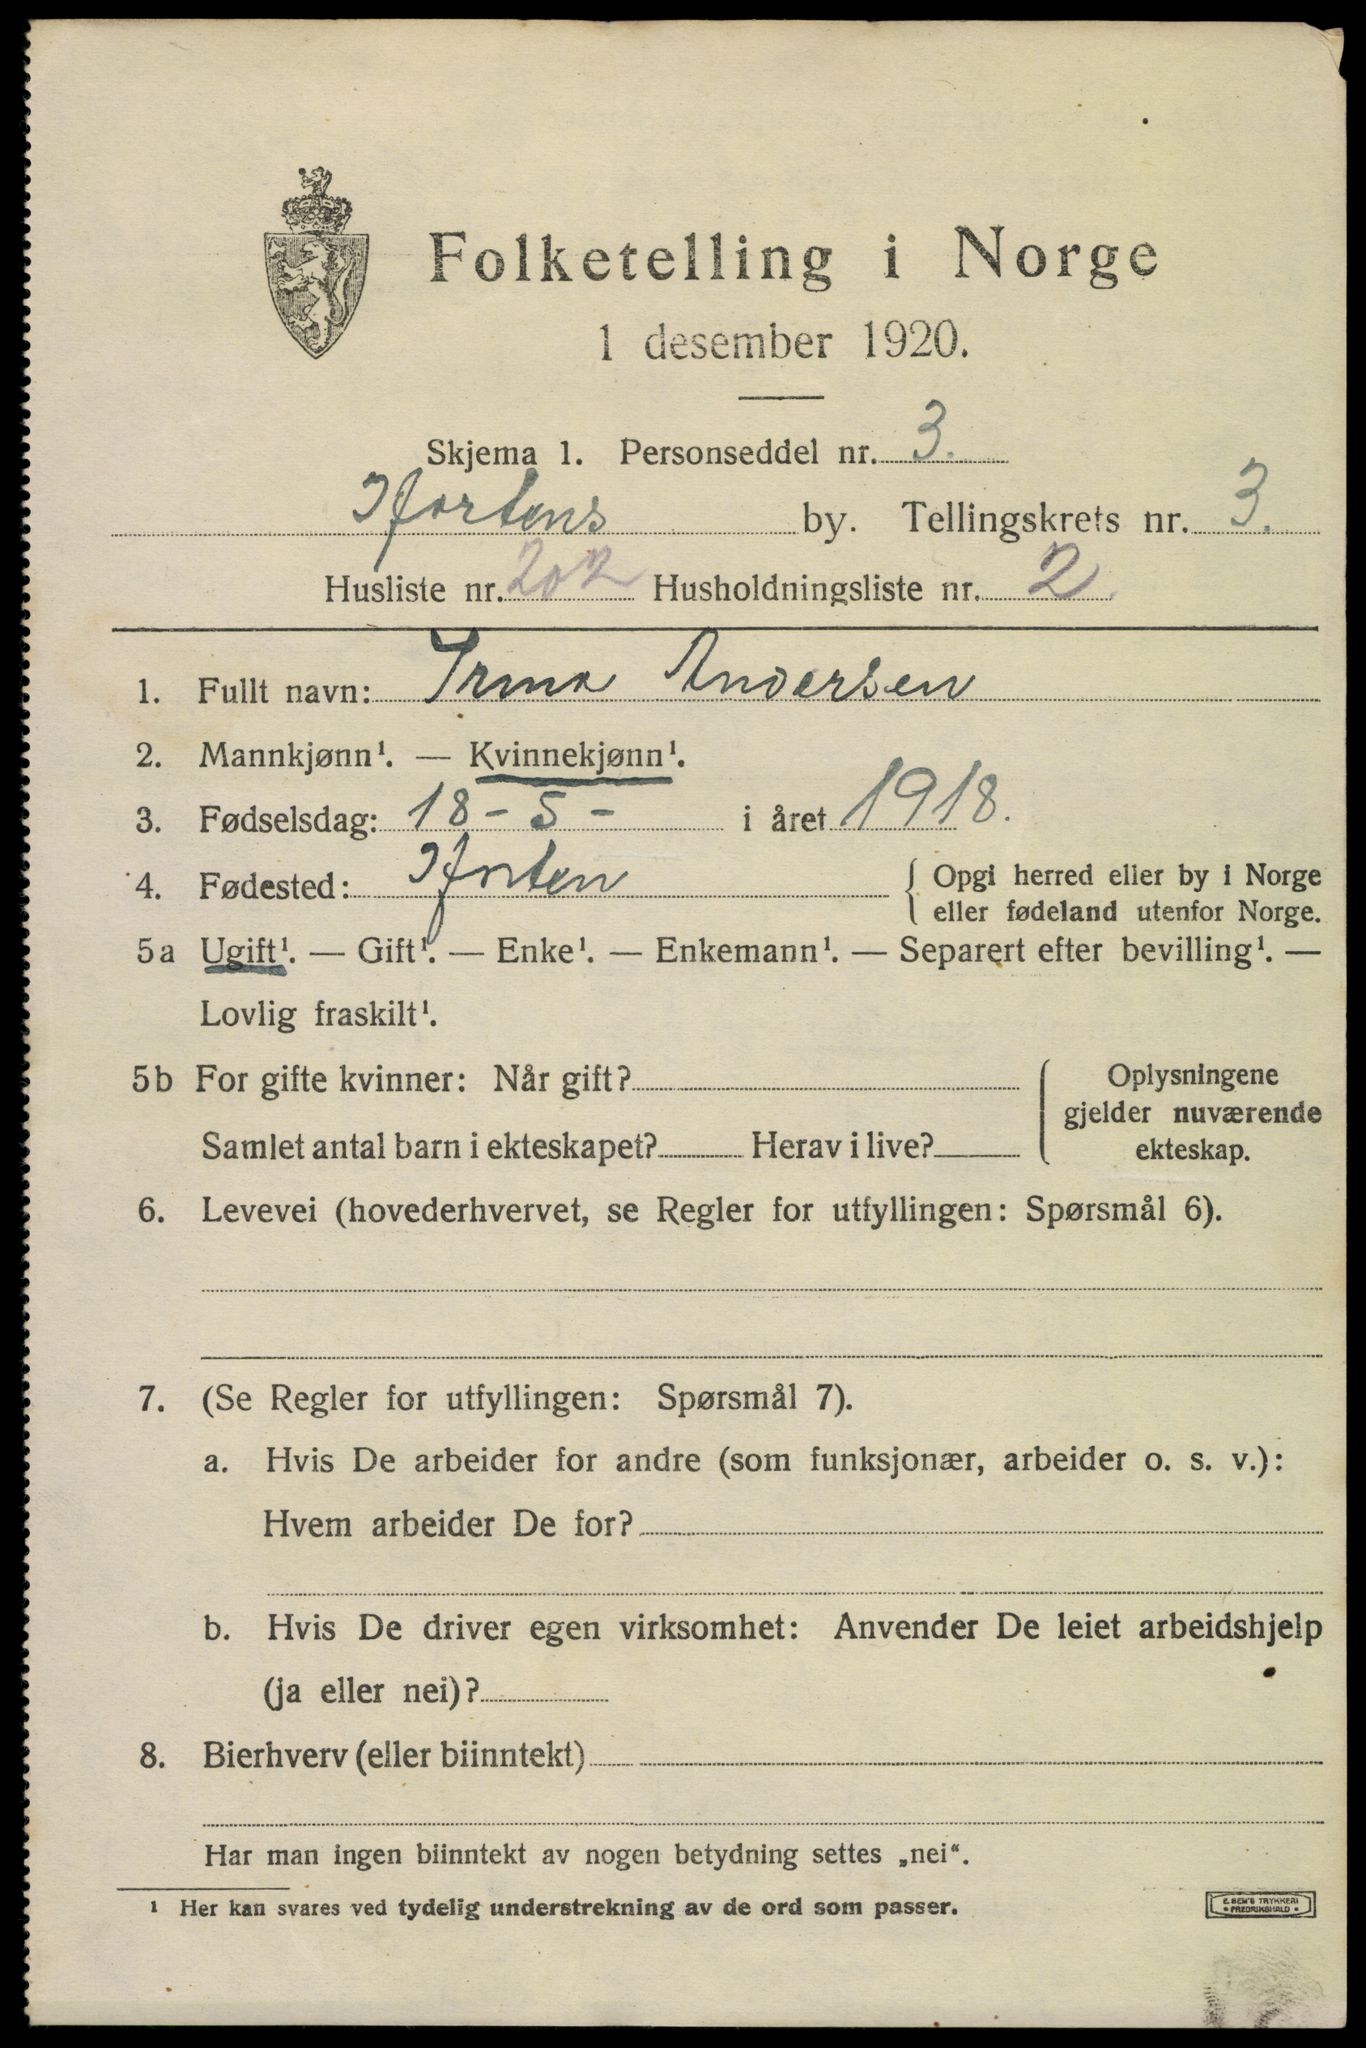 Folketelling i Norge
1 desember 1920.
Skjema 1. Personseddel nr. 3.
Hortens by. Tellingskrets nr. 3.
Husliste nr. 202 Husholdningsliste nr. 2.
1. Fullt navn: Irma Andersen
2. Mannkjønn¹. — Kvinnekjønn¹.
3. Fødselsdag: 18 - 5 - i året 1918.
4. Fødested: Horten { Opgi herred eller by i Norge
eller fødeland utenfor Norge.
5a Ugift¹. — Gift¹. — Enke¹. — Enkemann¹. — Separert efter bevilling¹. —
Lovlig fraskilt¹.
5b For gifte kvinner: Når gift? { Oplysningene
gjelder nuværende
Samlet antal barn i ekteskapet? Herav i live? ekteskap.
6. Levevei (hovederhvervet, se Regler for utfyllingen: Spørsmål 6).
7. (Se Regler for utfyllingen: Spørsmål 7).
a. Hvis De arbeider for andre (som funksjonær, arbeider o. s. v.):
Hvem arbeider De for?
b. Hvis De driver egen virksomhet: Anvender De leiet arbeidshjelp
(ja eller nei)?
8. Bierhverv (eller biinntekt)
Har man ingen biinntekt av nogen betydning settes „nei“.
¹ Her kan svares ved tydelig understrekning av de ord som passer.
E. SEM'S TRYKKERI
• FREDRIKSHALD •